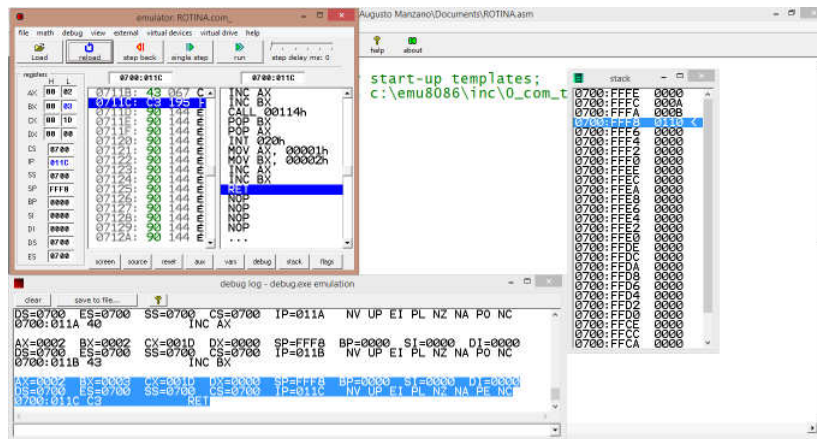 emulator: ROTINA.com_
file math debug view external virtual devices virtual drive help
Load reload step back single step run step delay ms: 0
registers 0700:011C 0700:011C
H L
AX 00 02
BX 00 03
CX 00 1D
DX 00 00
CS 0700
IP 011C
SS 0700
SP FFF8
BP 0000
SI 0000
DI 0000
DS 0700
ES 0700
0711B: 43 067 C
0711C: C3 195
0711D: 90 144 É
0711E: 90 144 É
0711F: 90 144 É
07120: 90 144 É
07121: 90 144 É
07122: 90 144 É
07123: 90 144 É
07124: 90 144 É
07125: 90 144 É
07126: 90 144 É
07127: 90 144 É
07128: 90 144 É
07129: 90 144 É
0712A: 90 144 É
INC AX
INC BX
CALL 00114h
POP BX
POP AX
INT 020h
MOV AX, 00001h
MOV BX, 00002h
INC AX
INC BX
RET
NOP
NOP
NOP
NOP
...
screen source reset aux vars debug stack flags
Augusto Manzano\Documents\ROTINA.asm
help about
start-up templates;
c:\emu8086\inc\0_com_t
stack
0700:FFFE 0000
0700:FFFC 000A
0700:FFFA 000B
0700:FFF8 0110 <
0700:FFF6 0000
0700:FFF4 0000
0700:FFF2 0000
0700:FFF0 0000
0700:FFEE 0000
0700:FFEC 0000
0700:FFEA 0000
0700:FFE8 0000
0700:FFE6 0000
0700:FFE4 0000
0700:FFE2 0000
0700:FFE0 0000
0700:FFDE 0000
0700:FFDC 0000
0700:FFDA 0000
0700:FFD8 0000
0700:FFD6 0000
0700:FFD4 0000
0700:FFD2 0000
0700:FFD0 0000
0700:FFCE 0000
0700:FFCC 0000
0700:FFCA 0000
debug log - debug.exe emulation
clear save to file...
DS=0700 ES=0700 SS=0700 CS=0700 IP=011A NV UP EI PL NZ NA PO NC
0700:011A 40 INC AX
AX=0002 BX=0002 CX=001D DX=0000 SP=FFF8 BP=0000 SI=0000 DI=0000
DS=0700 ES=0700 SS=0700 CS=0700 IP=011B NV UP EI PL NZ NA PO NC
0700:011B 43 INC BX
AX=0002 BX=0003 CX=001D DX=0000 SP=FFF8 BP=0000 SI=0000 DI=0000
DS=0700 ES=0700 SS=0700 CS=0700 IP=011C NV UP EI PL NZ NA PE NC
0700:011C C3 RET